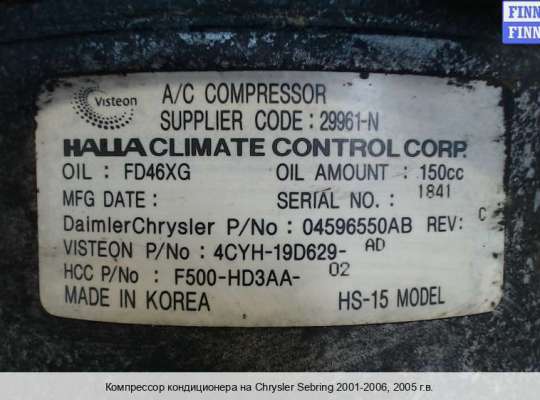 FINN
FINN
Visteon A/C COMPRESSOR
SUPPLIER CODE : 29961-N
HALLA CLIMATE CONTROL CORP.
OIL : FD46XG OIL AMOUNT : 150cc
MFG DATE : SERIAL NO. : 1841
DaimlerChrysler P/No : 04596550AB REV: C
VISTEON P/No : 4CYH-19D629- AD
HCC P/No : F500-HD3AA- 02
MADE IN KOREA HS-15 MODEL
Компрессор кондиционера на Chrysler Sebring 2001-2006, 2005 г.в.